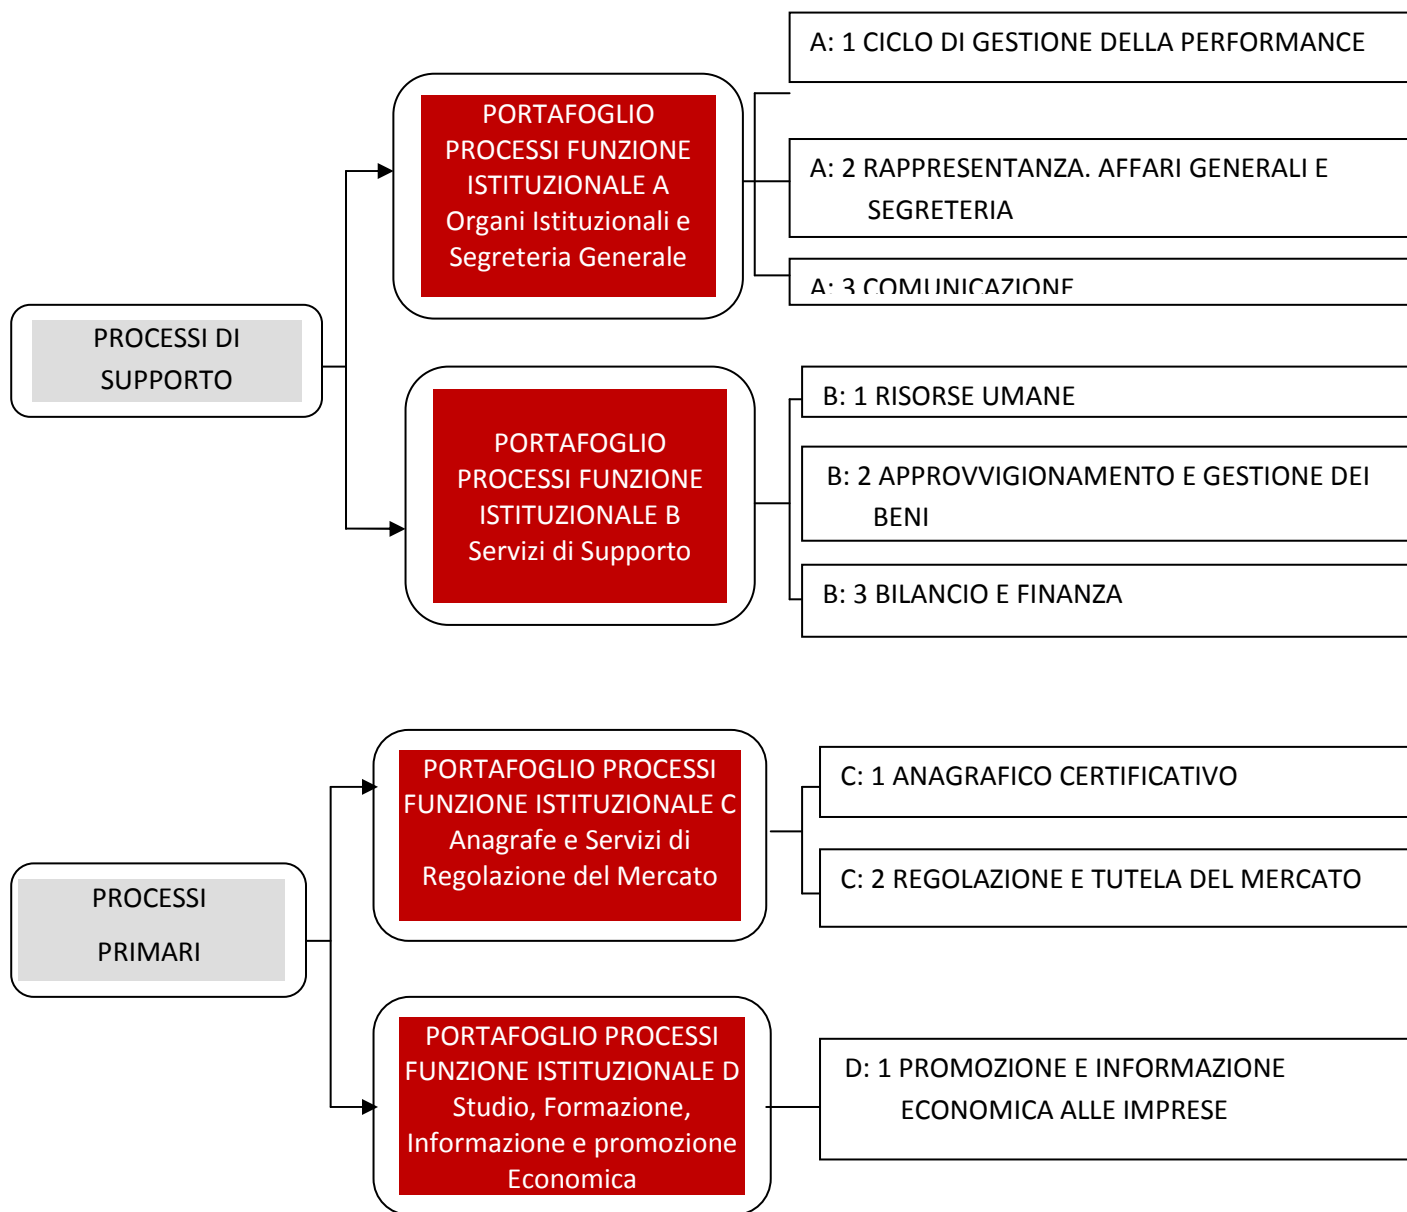 PROCESSI DI
SUPPORTO
PORTAFOGLIO
PROCESSI FUNZIONE
ISTITUZIONALE A
Organi Istituzionali e
Segreteria Generale
A: 1 CICLO DI GESTIONE DELLA PERFORMANCE
A: 2 RAPPRESENTANZA. AFFARI GENERALI E
SEGRETERIA
A: 3 COMUNICAZIONE
PORTAFOGLIO
PROCESSI FUNZIONE
ISTITUZIONALE B
Servizi di Supporto
B: 1 RISORSE UMANE
B: 2 APPROVVIGIONAMENTO E GESTIONE DEI
BENI
B: 3 BILANCIO E FINANZA
PROCESSI
PRIMARI
PORTAFOGLIO PROCESSI
FUNZIONE ISTITUZIONALE C
Anagrafe e Servizi di
Regolazione del Mercato
C: 1 ANAGRAFICO CERTIFICATIVO
C: 2 REGOLAZIONE E TUTELA DEL MERCATO
PORTAFOGLIO PROCESSI
FUNZIONE ISTITUZIONALE D
Studio, Formazione,
Informazione e promozione
Economica
D: 1 PROMOZIONE E INFORMAZIONE
ECONOMICA ALLE IMPRESE